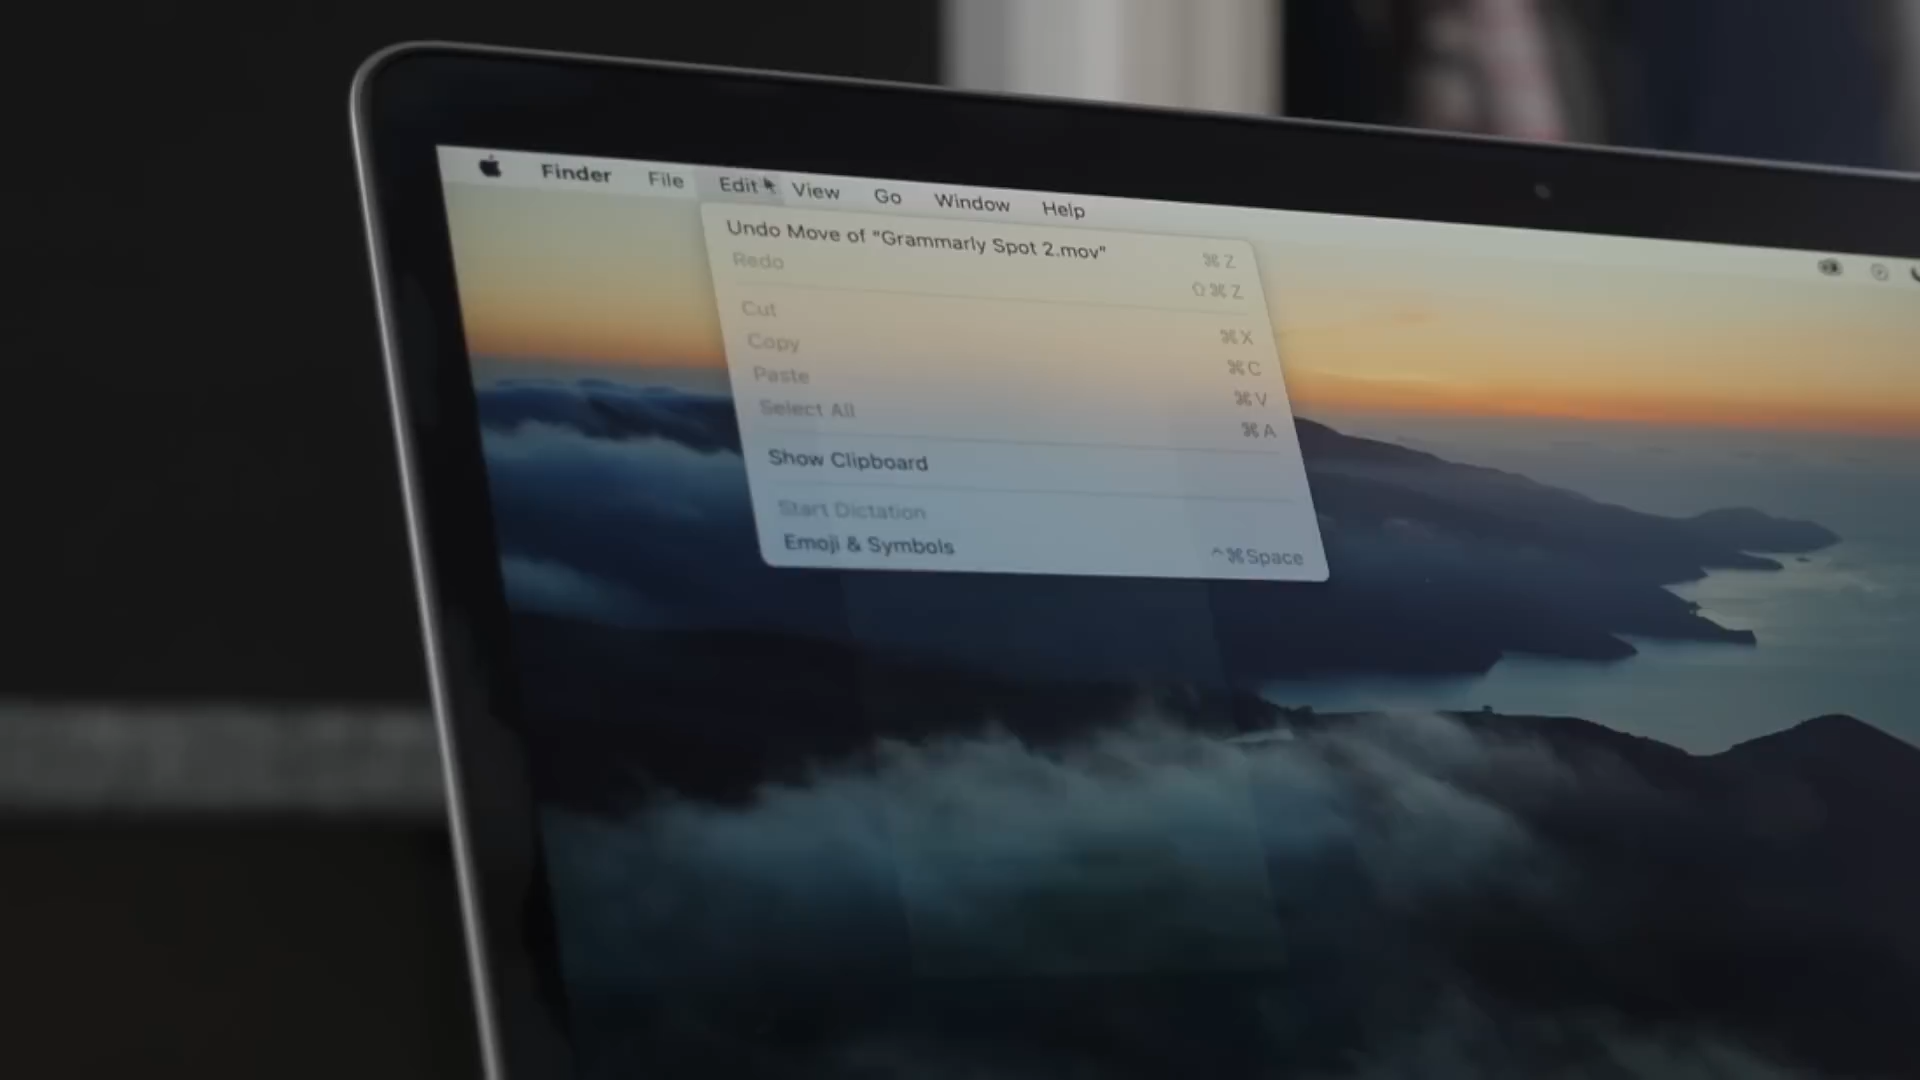 Finder File Edit View Go Window Help
Undo Move of "Grammarly Spot 2.mov" ⌘Z
Redo ⇧⌘Z
Cut ⌘X
Copy ⌘C
Paste ⌘V
Select All ⌘A
Show Clipboard
Start Dictation
Emoji & Symbols ^⌘Space